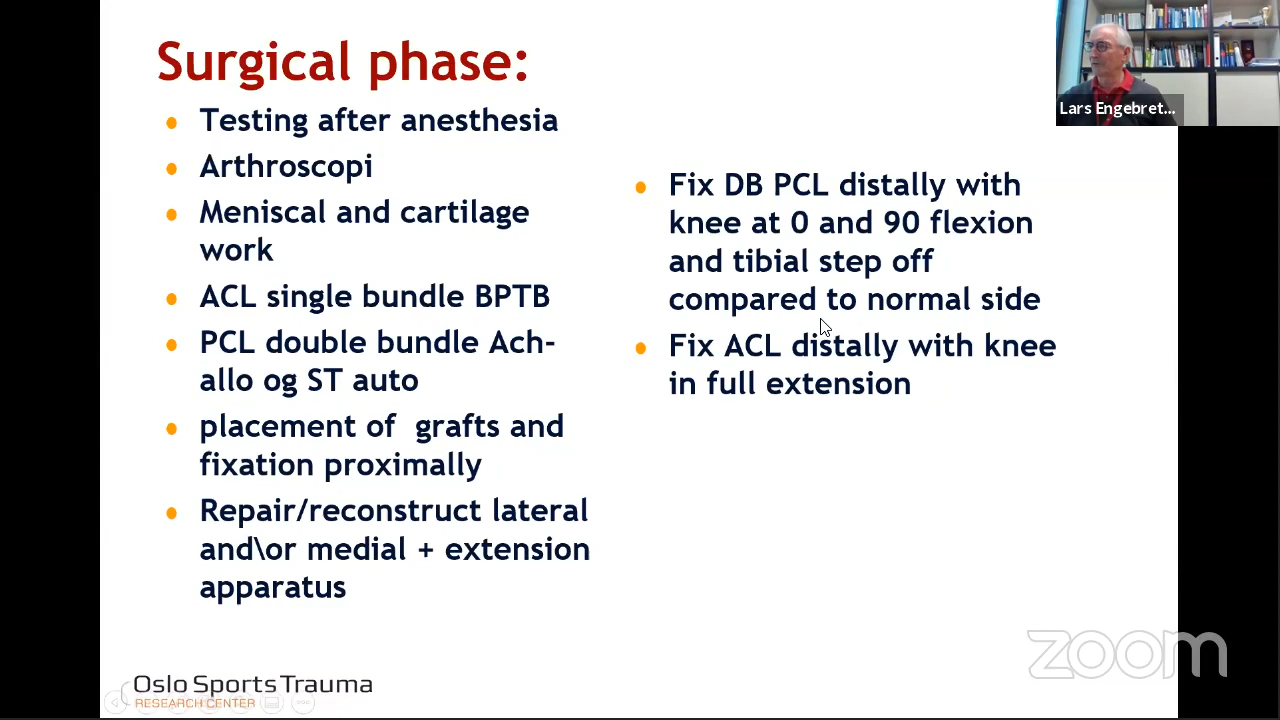 Surgical phase:
Testing after anesthesia
Arthroscopi
Meniscal and cartilage
work
ACL single bundle BPTB
PCL double bundle Ach-
allo og ST auto
placement of  grafts and
fixation proximally
Repair/reconstruct lateral
and\or medial + extension
apparatus
Fix DB PCL distally with
knee at 0 and 90 flexion
and tibial step off
compared to normal side
Fix ACL distally with knee
in full extension
Lars Engebret...
Oslo Sports Trauma
RESEARCH CENTER
zoom